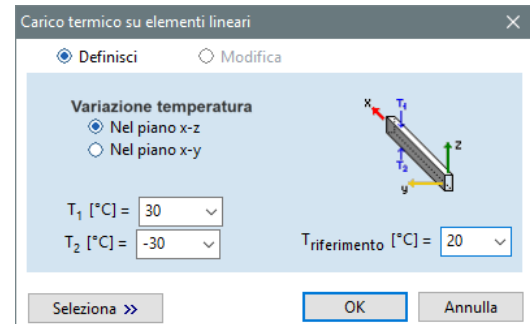 Carico termico su elementi lineari
Definisci Modifica
Variazione temperatura
Nel piano x-z
Nel piano x-y
x T₁
z
T₂
y
T₁ [°C] = 30
T₂ [°C] = -30
Triferimento [°C] = 20
Seleziona >> OK Annulla